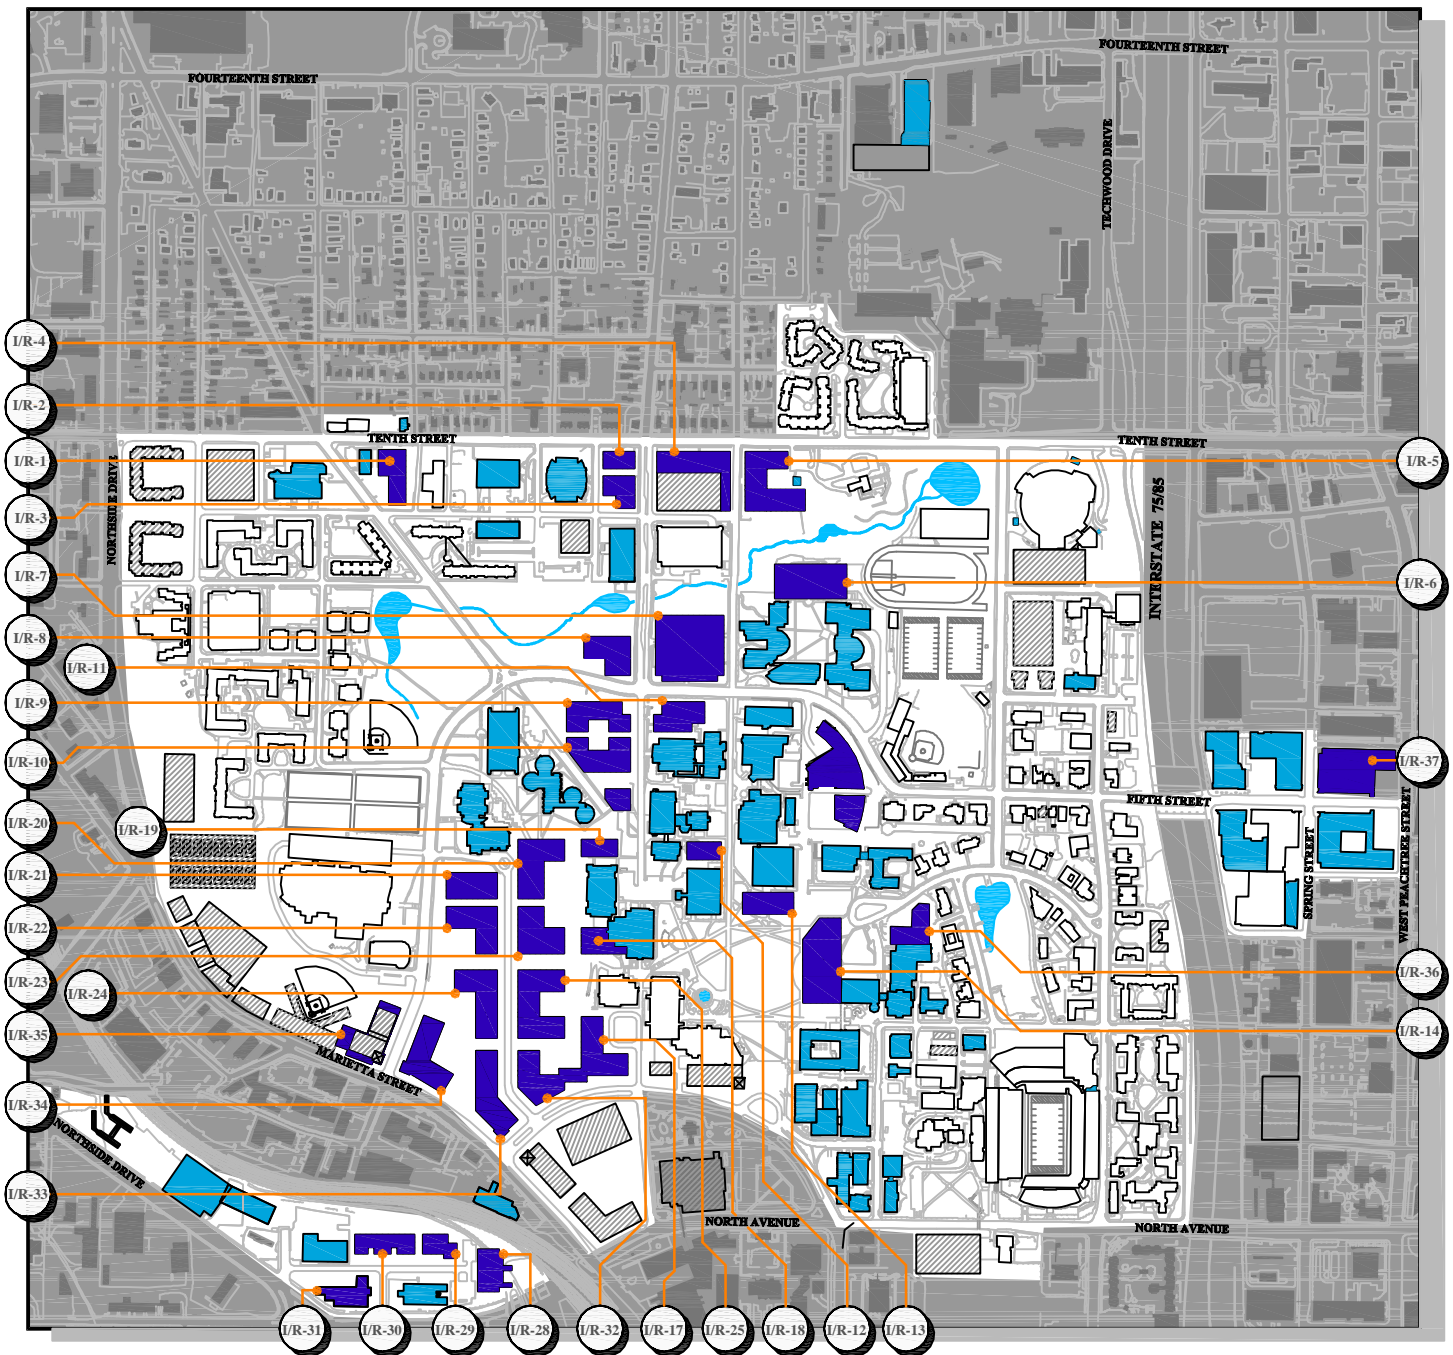 FOURTEENTH STREET
FOURTEENTH STREET
TECHWOOD DRIVE
I/R-4
I/R-2
TENTH STREET
TENTH STREET
I/R-1
I/R-5
NORTHSIDE DRIVE
INTERSTATE 75/85
I/R-3
I/R-7
I/R-6
I/R-8
I/R-11
I/R-9
I/R-10
I/R-37
FIFTH STREET
I/R-20
I/R-19
SPRING STREET
WEST PEACHTREE STREET
I/R-21
I/R-22
I/R-23
I/R-24
I/R-36
I/R-35
I/R-14
MARIETTA STREET
I/R-34
NORTHSIDE DRIVE
I/R-33
NORTH AVENUE
NORTH AVENUE
I/R-31
I/R-30
I/R-29
I/R-28
I/R-32
I/R-17
I/R-25
I/R-18
I/R-12
I/R-13